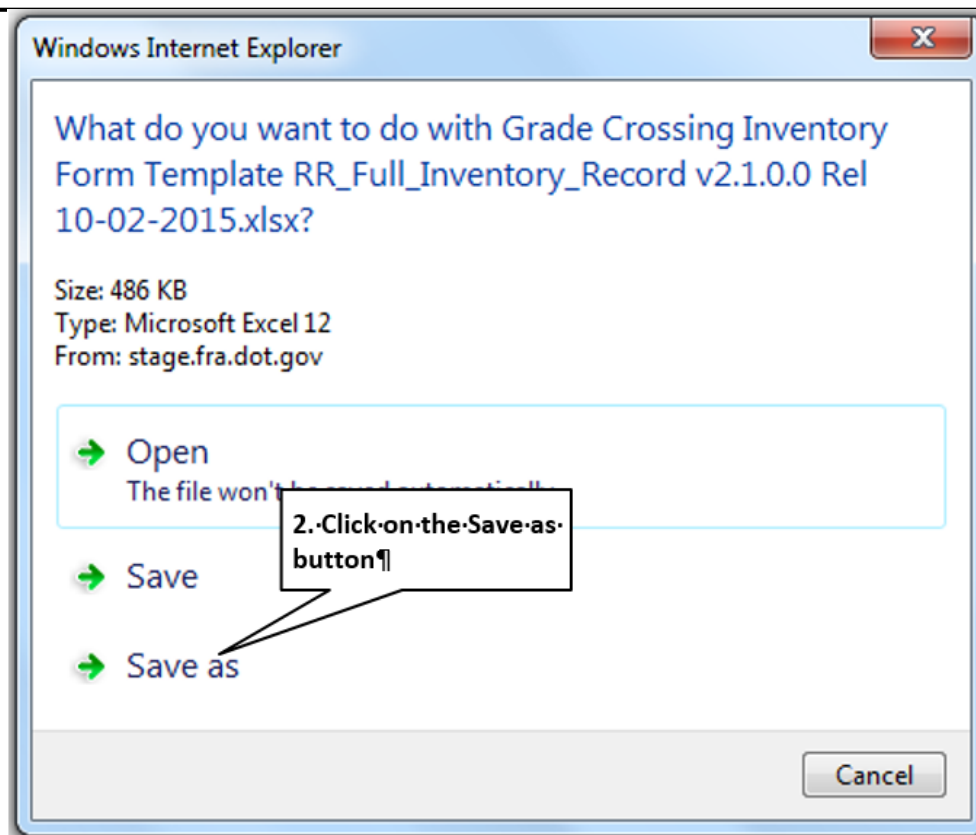 Windows Internet Explorer
What do you want to do with Grade Crossing Inventory
Form Template RR_Full_Inventory_Record v2.1.0.0 Rel
10-02-2015.xlsx?
Size: 486 KB
Type: Microsoft Excel 12
From: stage.fra.dot.gov
Open
The file won't
2.·Click·on·the·Save·as·
button¶
Save
Save as
Cancel